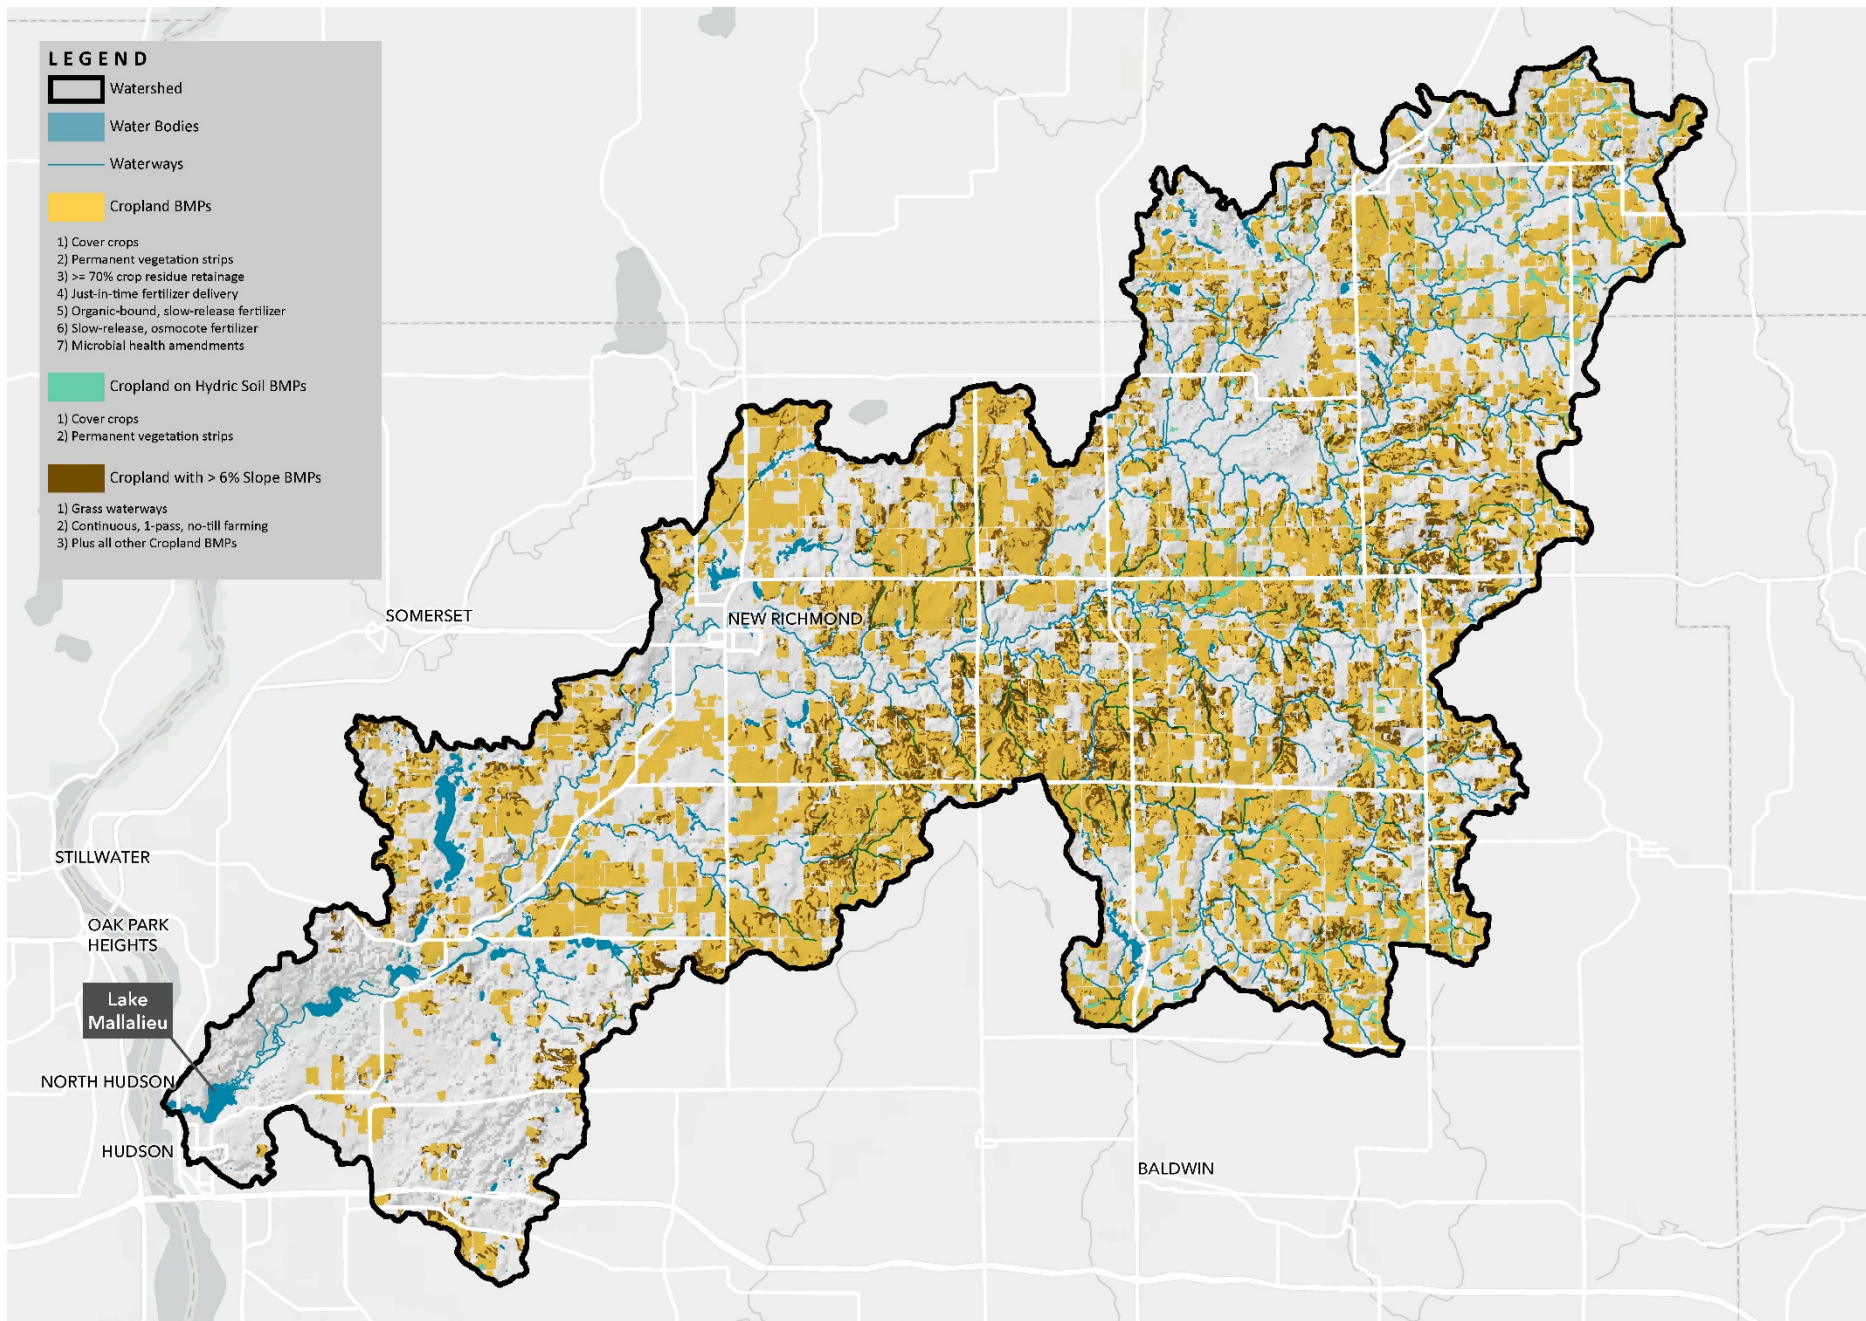 LEGEND
Watershed
Water Bodies
Waterways
Cropland BMPs
1) Cover crops
2) Permanent vegetation strips
3) >= 70% crop residue retainage
4) Just-in-time fertilizer delivery
5) Organic-bound, slow-release fertilizer
6) Slow-release, osmocote fertilizer
7) Microbial health amendments
Cropland on Hydric Soil BMPs
1) Cover crops
2) Permanent vegetation strips
Cropland with > 6% Slope BMPs
1) Grass waterways
2) Continuous, 1-pass, no-till farming
3) Plus all other Cropland BMPs
SOMERSET
NEW RICHMOND
STILLWATER
OAK PARK
HEIGHTS
Lake
Mallalieu
NORTH HUDSON
HUDSON
BALDWIN